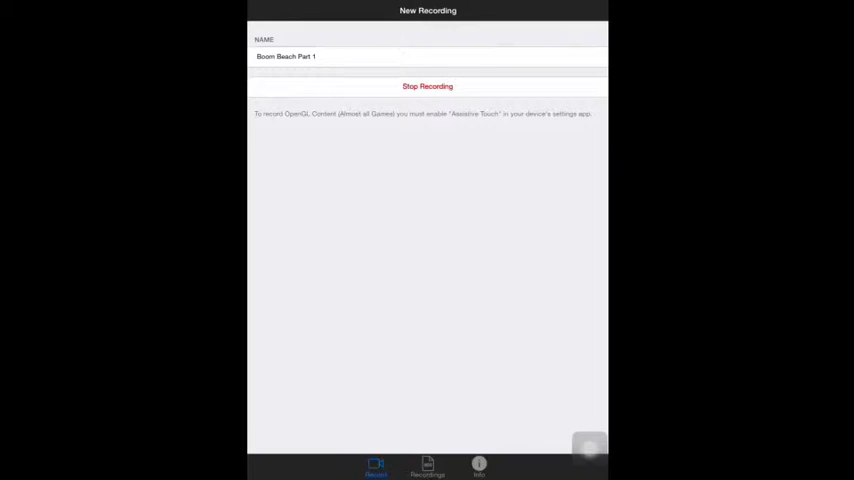 New Recording
NAME
Boom Beach Part 1
Stop Recording
To record OpenGL Content (Almost all Games) you must enable "Assistive Touch" in your device's settings app.
Record
Recordings
Info